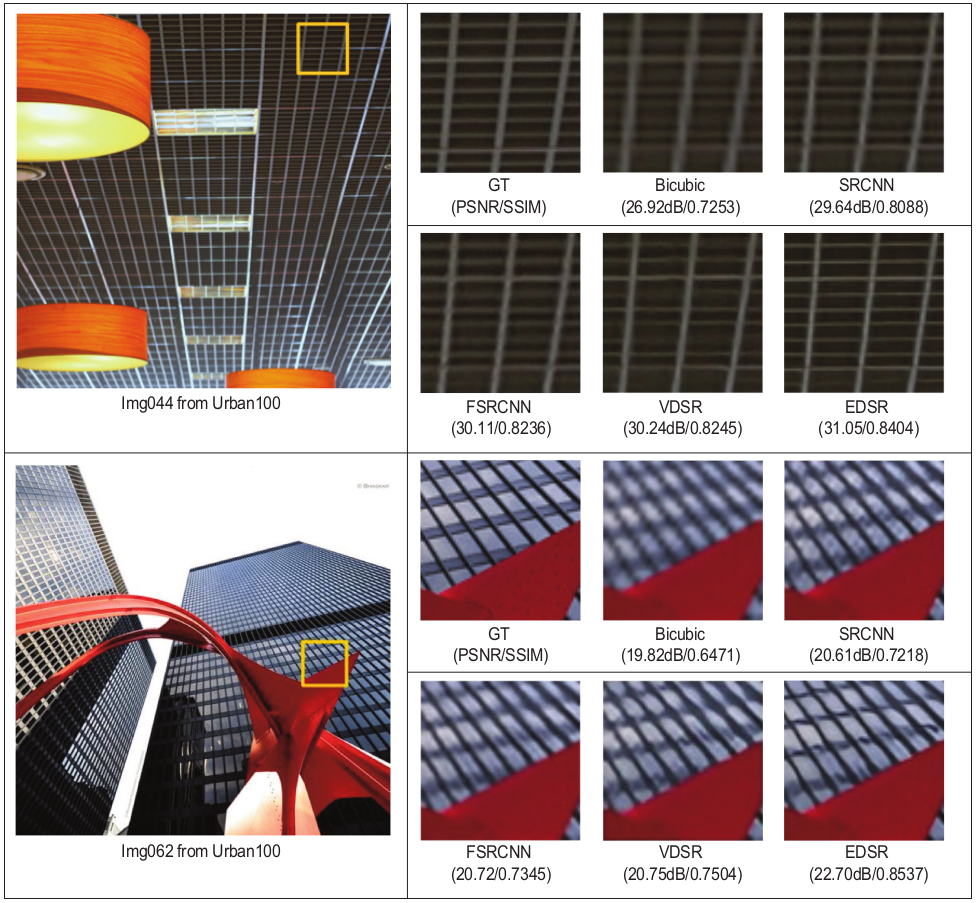 GT
(PSNR/SSIM)
Bicubic
(26.92dB/0.7253)
SRCNN
(29.64dB/0.8088)
FSRCNN
(30.11/0.8236)
VDSR
(30.24dB/0.8245)
EDSR
(31.05/0.8404)
Img044 from Urban100
GT
(PSNR/SSIM)
Bicubic
(19.82dB/0.6471)
SRCNN
(20.61dB/0.7218)
FSRCNN
(20.72/0.7345)
VDSR
(20.75dB/0.7504)
EDSR
(22.70dB/0.8537)
Img062 from Urban100